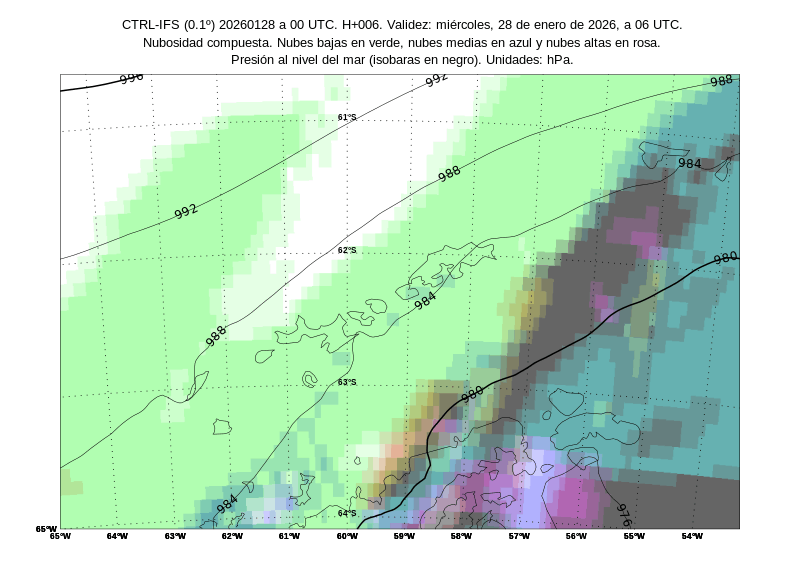 CTRL-IFS (0.1º) 20260128 a 00 UTC. H+006. Validez: miércoles, 28 de enero de 2026, a 06 UTC.
Nubosidad compuesta. Nubes bajas en verde, nubes medias en azul y nubes altas en rosa.
Presión al nivel del mar (isobaras en negro). Unidades: hPa.
996
992
988
61°S
988
984
992
62°S
980
984
988
63°S
980
984
64°S
976
65°W
65°W 64°W 63°W 62°W 61°W 60°W 59°W 58°W 57°W 56°W 55°W 54°W